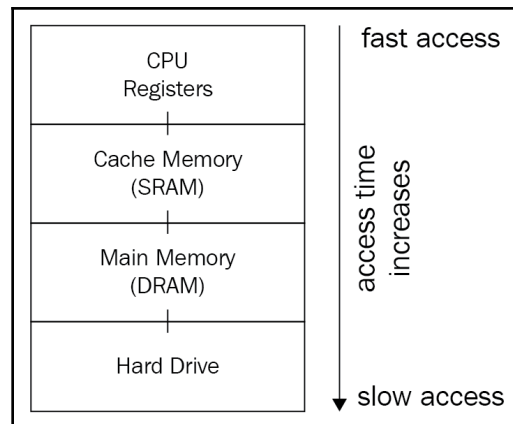 CPU
Registers
Cache Memory
(SRAM)
Main Memory
(DRAM)
Hard Drive
fast access
access time
increases
slow access